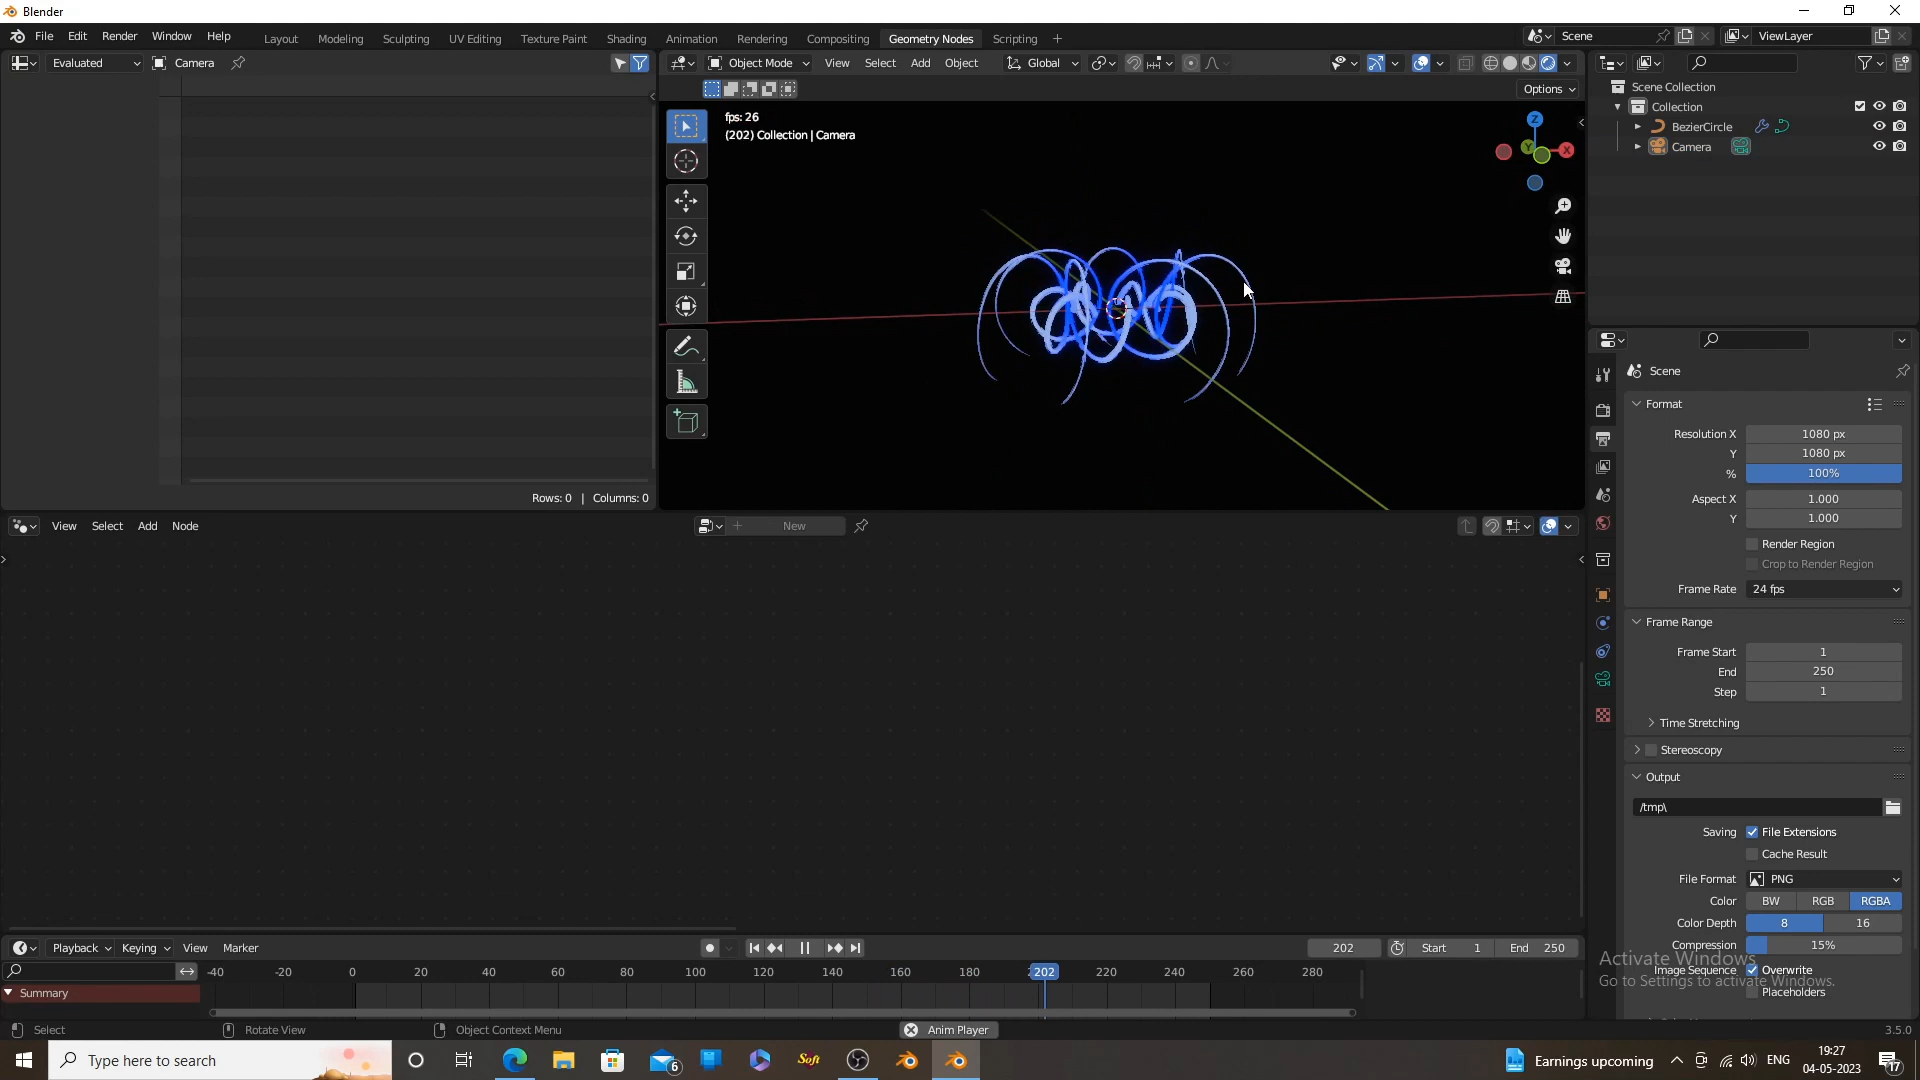 Blender
File Edit Render Window Help Layout Modeling Sculpting UV Editing Texture Paint Shading Animation Rendering Compositing Geometry Nodes Scripting + Scene ViewLayer
Evaluated Camera
Object Mode View Select Add Object Global
Options
fps: 26
(202) Collection | Camera
Z
Y
X
Rows: 0 | Columns: 0
Scene Collection
Collection
BezierCircle
Camera
Scene
Format
Resolution X 1080 px
Y 1080 px
% 100%
Aspect X 1.000
Y 1.000
Render Region
Crop to Render Region
Frame Rate 24 fps
Frame Range
Frame Start 1
End 250
Step 1
Time Stretching
Stereoscopy
Output
/tmp\
Saving File Extensions
Cache Result
File Format PNG
Color BW RGB RGBA
Color Depth 8 16
Compression 15%
Image Sequence Overwrite
Placeholders
Activate Windows
Go to Settings to activate Windows.
View Select Add Node New
Playback Keying View Marker 202 Start 1 End 250
-40 -20 0 20 40 60 80 100 120 140 160 180 202 220 240 260 280
Summary
Select Rotate View Object Context Menu Anim Player 3.5.0
Type here to search 6 Soft Earnings upcoming ENG 19:27
04-05-2023 17